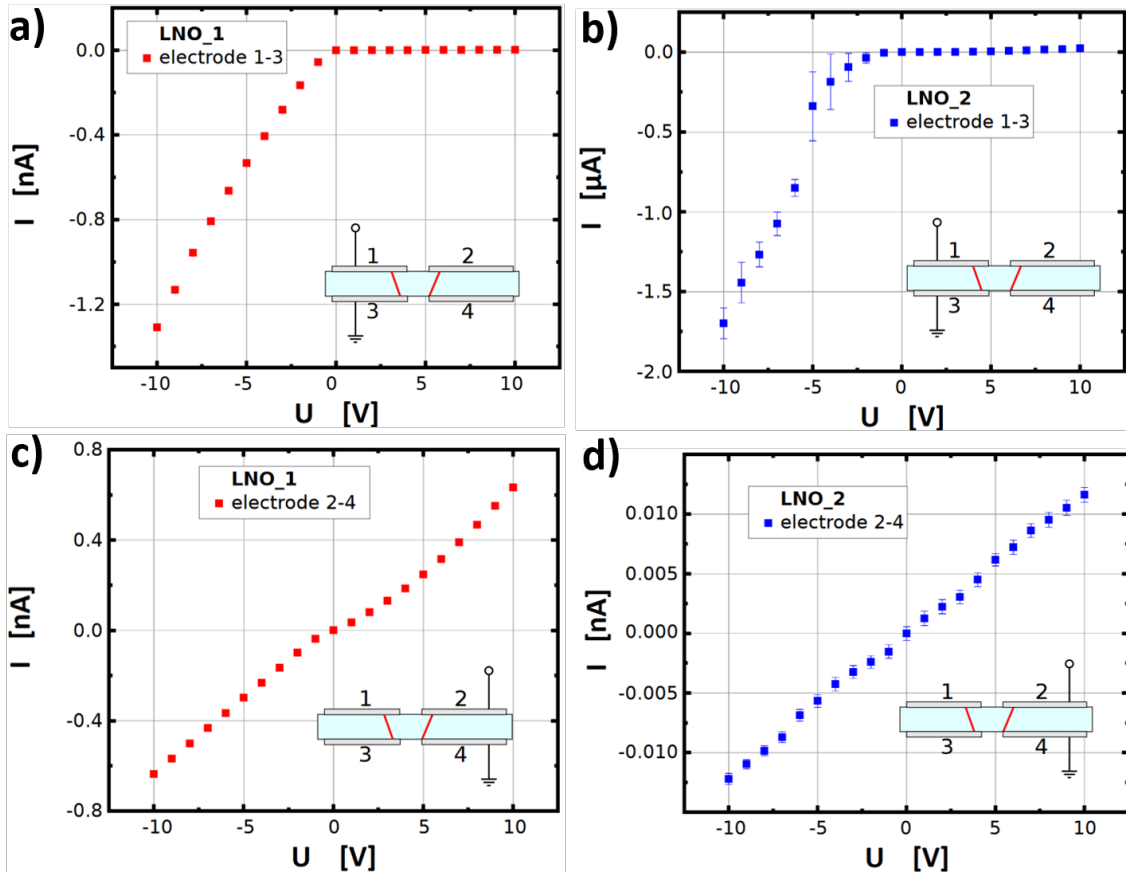 a)
LNO_1
electrode 1-3
0.0
-0.4
-0.8
-1.2
I [nA]
1 2
3 4
-10 -5 0 5 10
U [V]
b)
LNO_2
electrode 1-3
0.0
-0.5
-1.0
-1.5
-2.0
I [μA]
1 2
3 4
-10 -5 0 5 10
U [V]
c)
LNO_1
electrode 2-4
0.8
0.4
0.0
-0.4
-0.8
I [nA]
1 2
3 4
-10 -5 0 5 10
U [V]
d)
LNO_2
electrode 2-4
0.010
0.005
0.000
-0.005
-0.010
I [nA]
1 2
3 4
-10 -5 0 5 10
U [V]